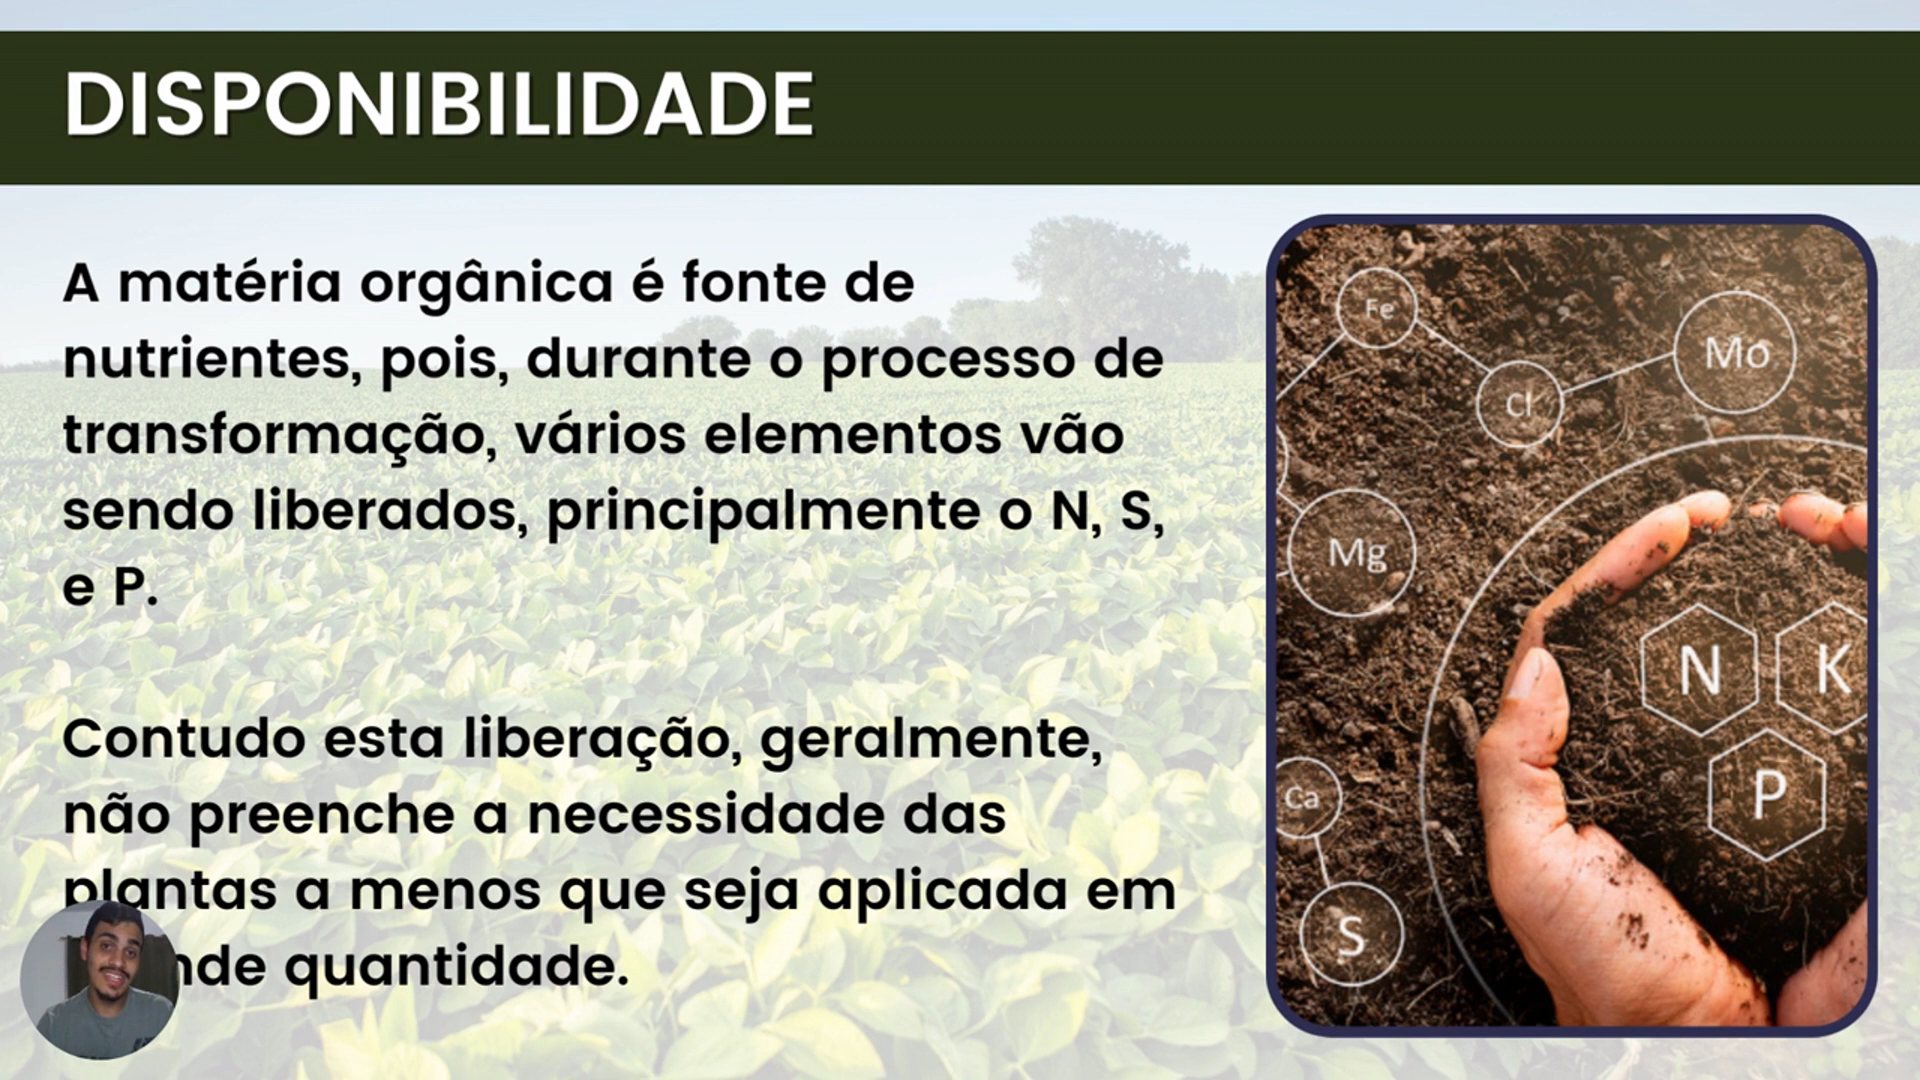 DISPONIBILIDADE
A matéria orgânica é fonte de
nutrientes, pois, durante o processo de
transformação, vários elementos vão
sendo liberados, principalmente o N, S,
e P.
Contudo esta liberação, geralmente,
não preenche a necessidade das
plantas a menos que seja aplicada em
nde quantidade.
Fe
Mo
Cl
Mg
N
K
P
Ca
S